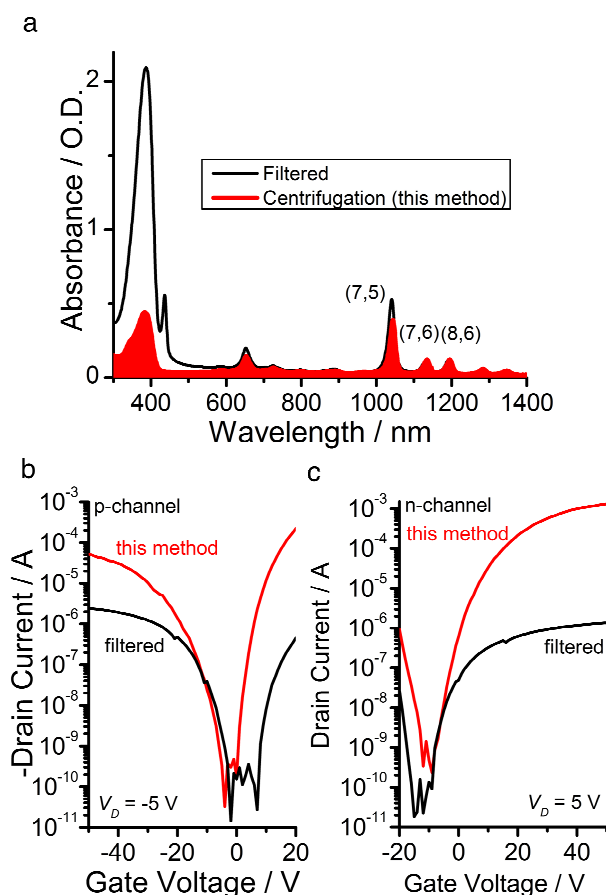 a
Absorbance / O.D.
2
1
0
Filtered
Centrifugation (this method)
(7,5)
(7,6) (8,6)
400 600 800 1000 1200 1400
Wavelength / nm
b
-Drain Current / A
10^-3
10^-4
10^-5
10^-6
10^-7
10^-8
10^-9
10^-10
10^-11
p-channel
this method
filtered
V_D = -5 V
-40 -20 0 20
Gate Voltage / V
c
Drain Current / A
10^-3
10^-4
10^-5
10^-6
10^-7
10^-8
10^-9
10^-10
10^-11
n-channel
this method
filtered
V_D = 5 V
-20 0 20 40
Gate Voltage / V